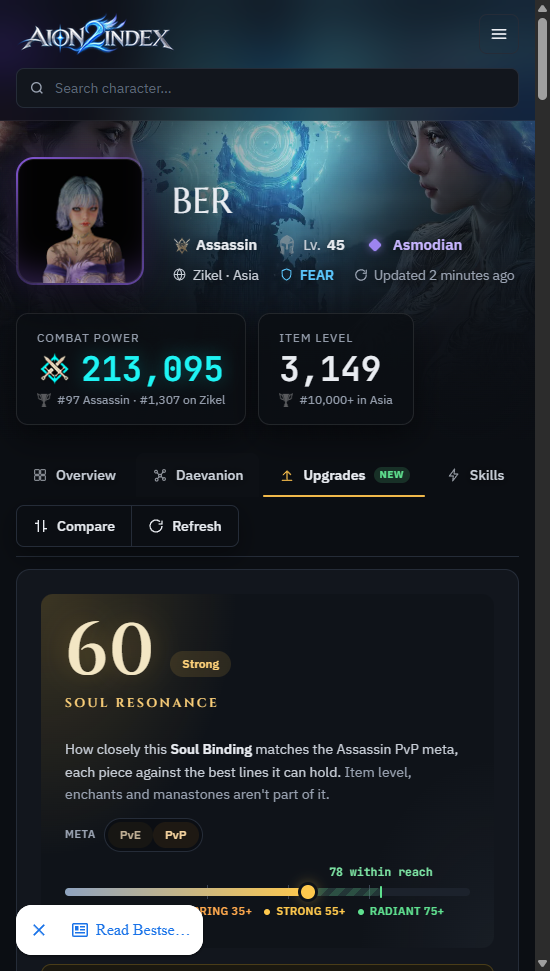 AION2INDEX
Search character...
BER
Assassin Lv. 45 Asmodian
Zikel · Asia FEAR Updated 2 minutes ago
COMBAT POWER
213,095
#97 Assassin · #1,307 on Zikel
ITEM LEVEL
3,149
#10,000+ in Asia
Overview Daevanion Upgrades NEW Skills
Compare Refresh
60 Strong
SOUL RESONANCE
How closely this Soul Binding matches the Assassin PvP meta,
each piece against the best lines it can hold. Item level,
enchants and manastones aren't part of it.
META PvE PvP
78 within reach
RING 35+ STRONG 55+ RADIANT 75+
Read Bestse...